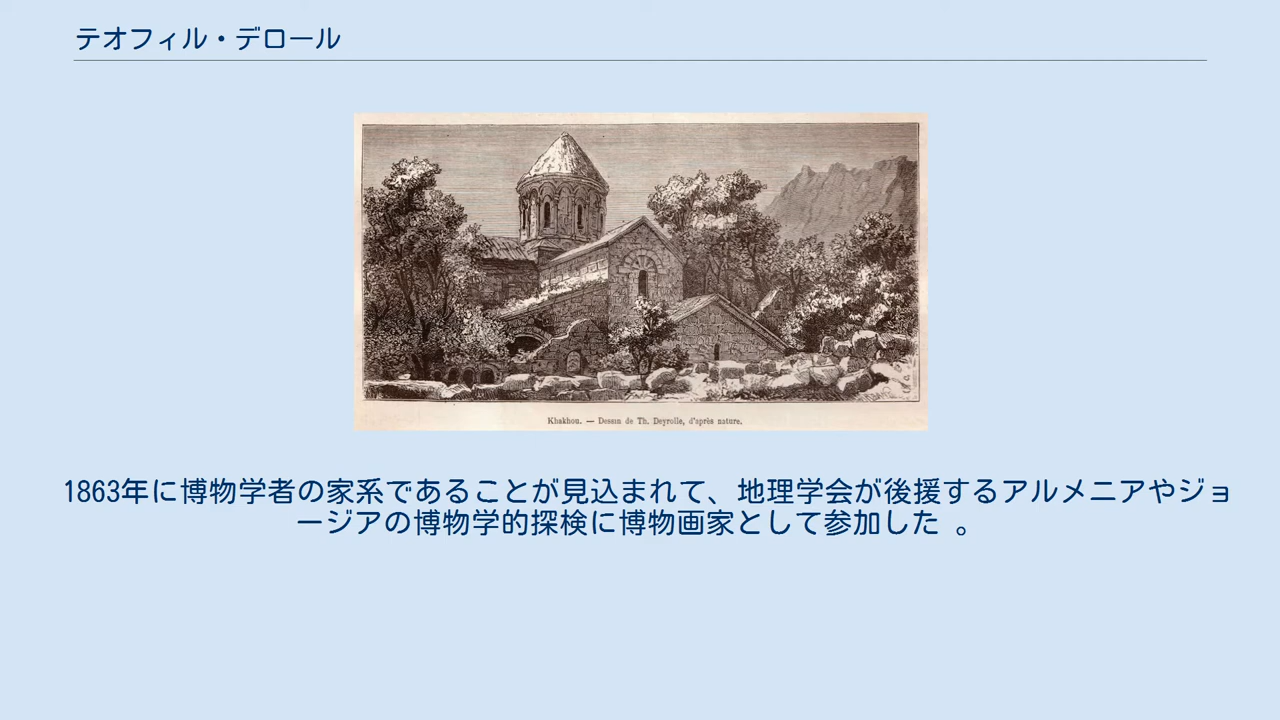 テオフィル・デロール
Khakhou. — Dessin de Th. Deyrolle, d'après nature.
1863年に博物学者の家系であることが見込まれて、地理学会が後援するアルメニアやジョ
ージアの博物学的探検に博物画家として参加した 。